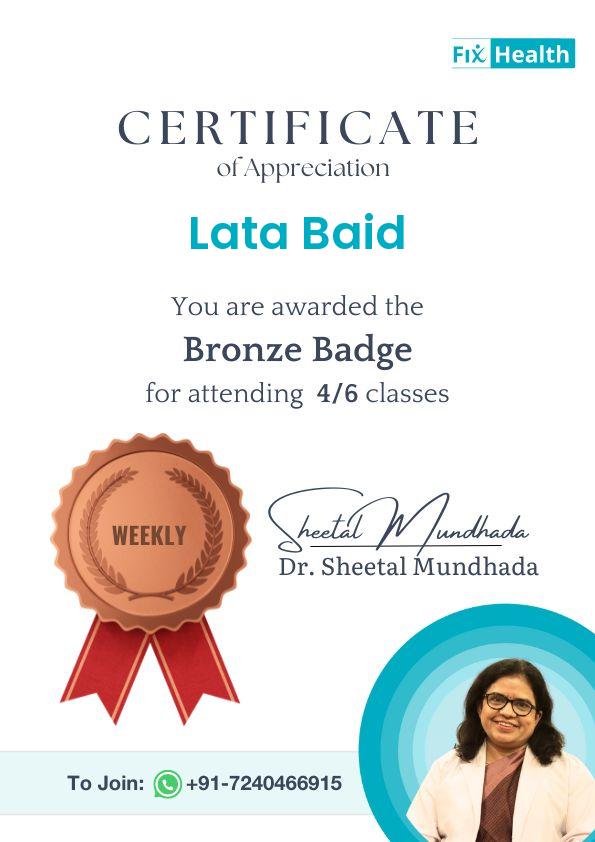 Fix Health
CERTIFICATE
of Appreciation
Lata Baid
You are awarded the
Bronze Badge
for attending 4/6 classes
WEEKLY
Sheetal Mundhada
Dr. Sheetal Mundhada
To Join: +91-7240466915